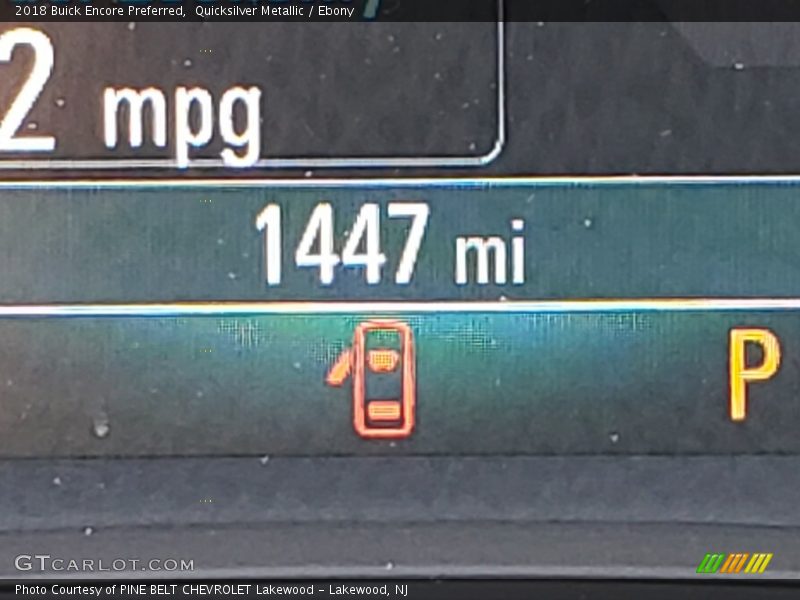 2018 Buick Encore Preferred,  Quicksilver Metallic / Ebony
2 mpg
1447 mi
P
GTCARLOT.COM
Photo Courtesy of PINE BELT CHEVROLET Lakewood – Lakewood, NJ